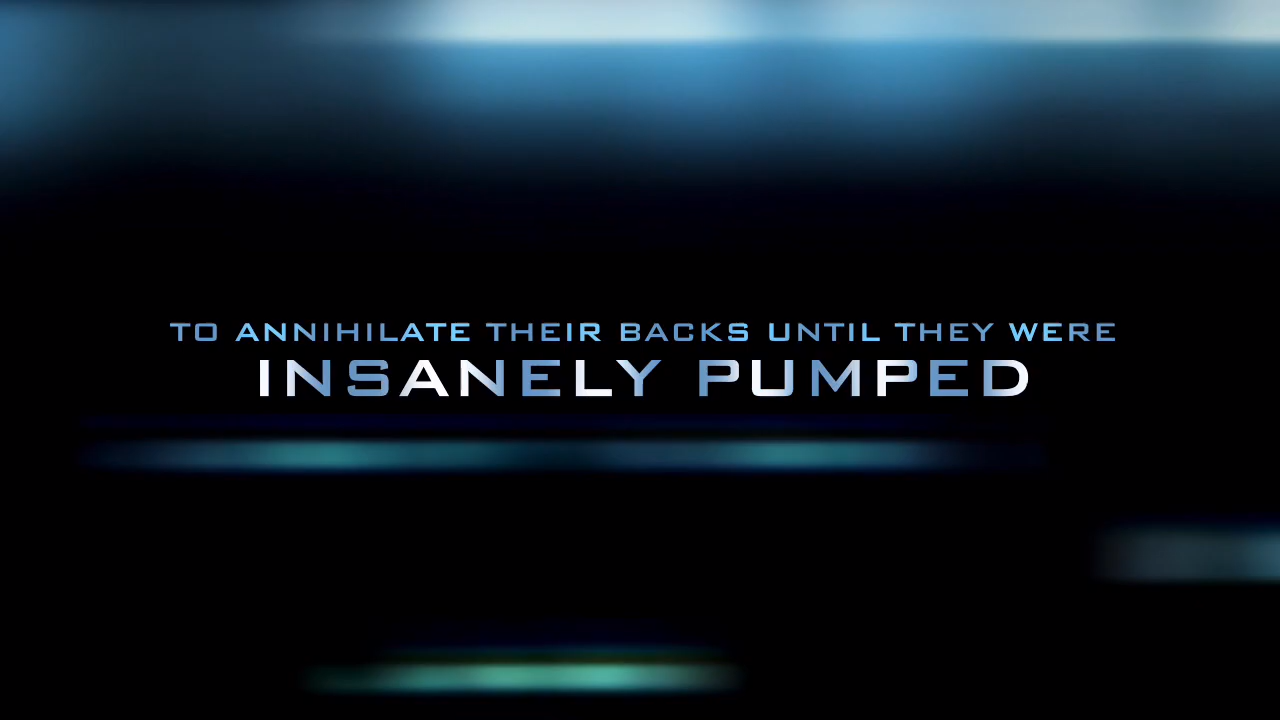 TO ANNIHILATE THEIR BACKS UNTIL THEY WERE
INSANELY PUMPED